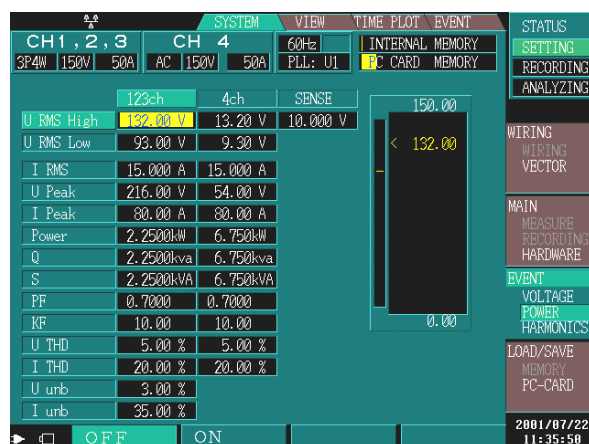 SYSTEM VIEW TIME PLOT EVENT
CH1,2,3 CH 4 60Hz INTERNAL MEMORY
3P4W 150V 50A AC 150V 50A PLL: U1 PC CARD MEMORY
123ch 4ch SENSE
U RMS High 132.00 V 13.20 V 10.000 V
U RMS Low 93.00 V 9.30 V
I RMS 15.000 A 15.000 A
U Peak 216.00 V 54.00 V
I Peak 80.00 A 80.00 A
Power 2.2500kW 6.750kW
Q 2.2500kva 6.750kva
S 2.2500kVA 6.750kVA
PF 0.7000 0.7000
KF 10.00 10.00
U THD 5.00 % 5.00 %
I THD 20.00 % 20.00 %
U unb 3.00 %
I unb 35.00 %
150.00
< 132.00
0.00
OFF ON
STATUS
SETTING
RECORDING
ANALYZING
WIRING
WIRING
VECTOR
MAIN
MEASURE
RECORDING
HARDWARE
EVENT
VOLTAGE
POWER
HARMONICS
LOAD/SAVE
MEMORY
PC-CARD
2001/07/22
11:35:50